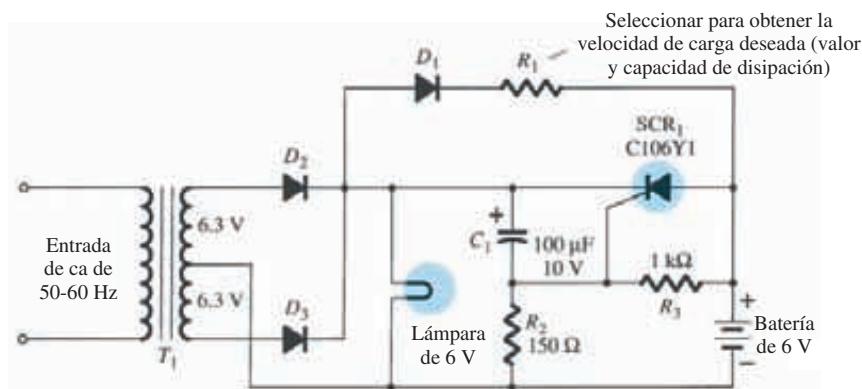 Seleccionar para obtener la
velocidad de carga deseada (valor
y capacidad de disipación)
D₁
R₁
SCR₁
C106Y1
D₂
6.3 V
+
C₁
100 μF
10 V
1 kΩ
R₃
Entrada
de ca de
50-60 Hz
6.3 V
D₃
Lámpara
de 6 V
R₂
150 Ω
+
Batería
de 6 V
−
T₁